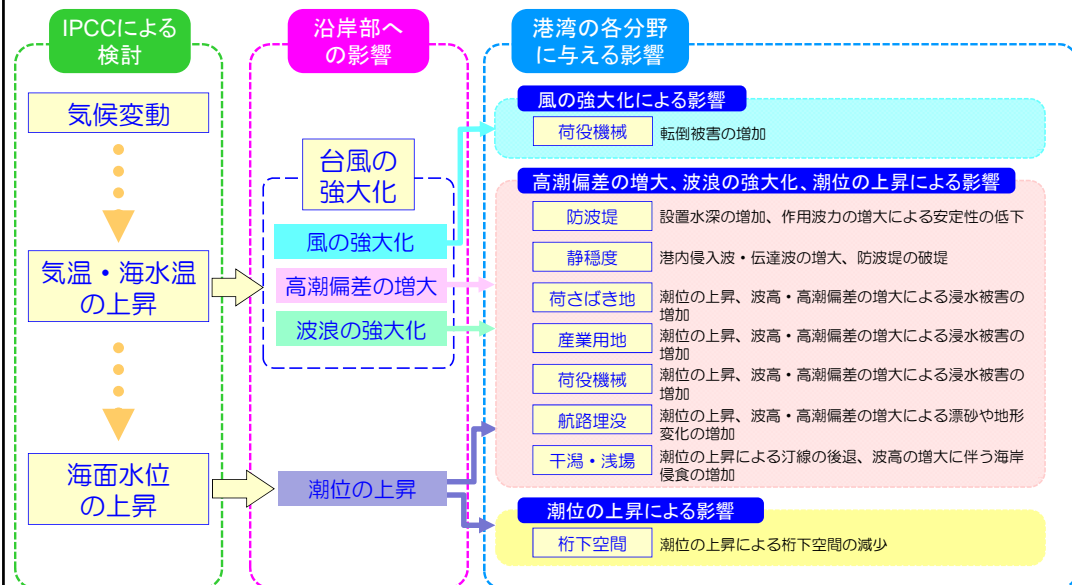 IPCCによる
検討
気候変動
気温・海水温
の上昇
海面水位
の上昇
沿岸部へ
の影響
台風の
強大化
風の強大化
高潮偏差の増大
波浪の強大化
潮位の上昇
港湾の各分野
に与える影響
風の強大化による影響
荷役機械
転倒被害の増加
高潮偏差の増大、波浪の強大化、潮位の上昇による影響
防波堤
設置水深の増加、作用波力の増大による安定性の低下
静穏度
港内侵入波・伝達波の増大、防波堤の破堤
荷さばき地
潮位の上昇、波高・高潮偏差の増大による浸水被害の
増加
産業用地
潮位の上昇、波高・高潮偏差の増大による浸水被害の
増加
荷役機械
潮位の上昇、波高・高潮偏差の増大による浸水被害の
増加
航路埋没
潮位の上昇、波高・高潮偏差の増大による漂砂や地形
変化の増加
干潟・浅場
潮位の上昇による汀線の後退、波高の増大に伴う海岸
侵食の増加
潮位の上昇による影響
桁下空間
潮位の上昇による桁下空間の減少